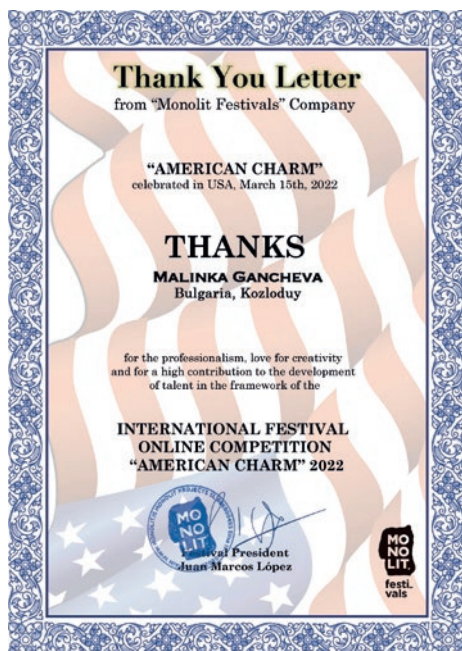 Thank You Letter
from “Monolit Festivals” Company
“AMERICAN CHARM”
celebrated in USA, March 15th, 2022
THANKS
MALINKA GANCHEVA
Bulgaria, Kozloduy
for the professionalism, love for creativity
and for a high contribution to the development
of talent in the framework of the
INTERNATIONAL FESTIVAL
ONLINE COMPETITION
“AMERICAN CHARM” 2022
MO
NO
LIT.
Festival President
Juan Marcos López
MO
NO
LIT.
festi_
vals